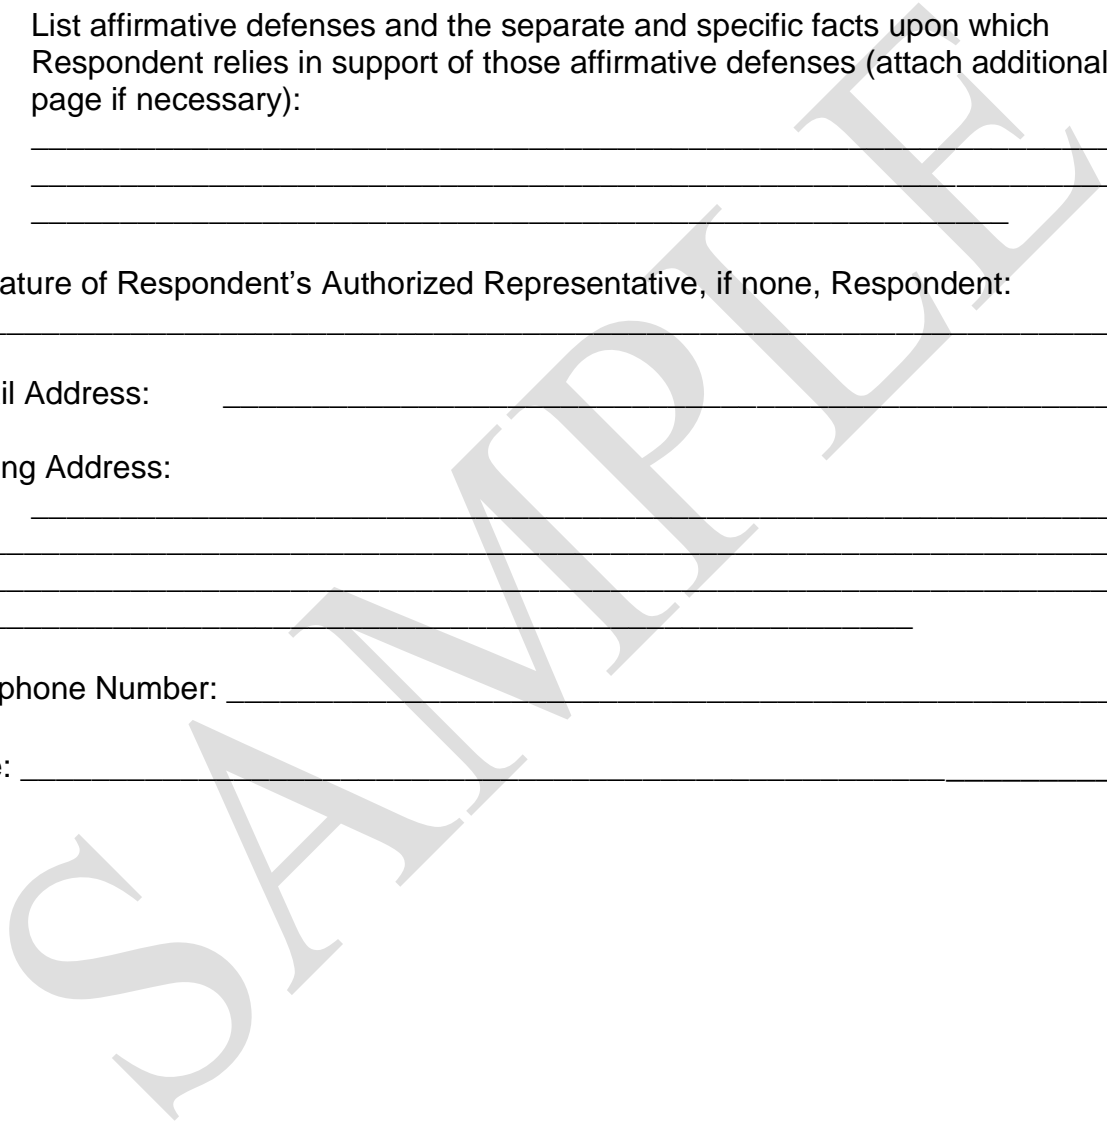 List affirmative defenses and the separate and specific facts upon which
Respondent relies in support of those affirmative defenses (attach additional
page if necessary):
ature of Respondent’s Authorized Representative, if none, Respondent:
il Address:
ng Address:
phone Number:
e:
SAMPLE